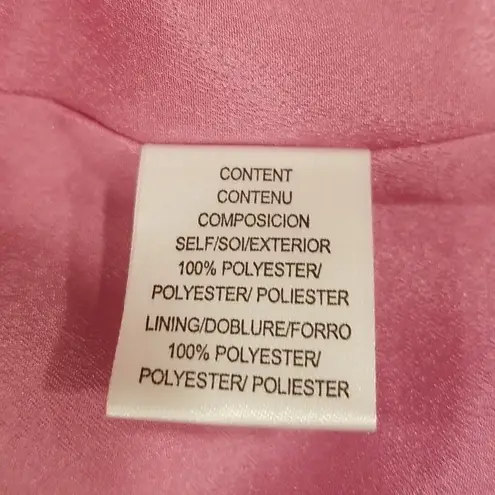 CONTENT
CONTENU
COMPOSICION
SELF/SOI/EXTERIOR
100% POLYESTER/
POLYESTER/ POLIESTER
LINING/DOBLURE/FORRO
100% POLYESTER/
POLYESTER/ POLIESTER